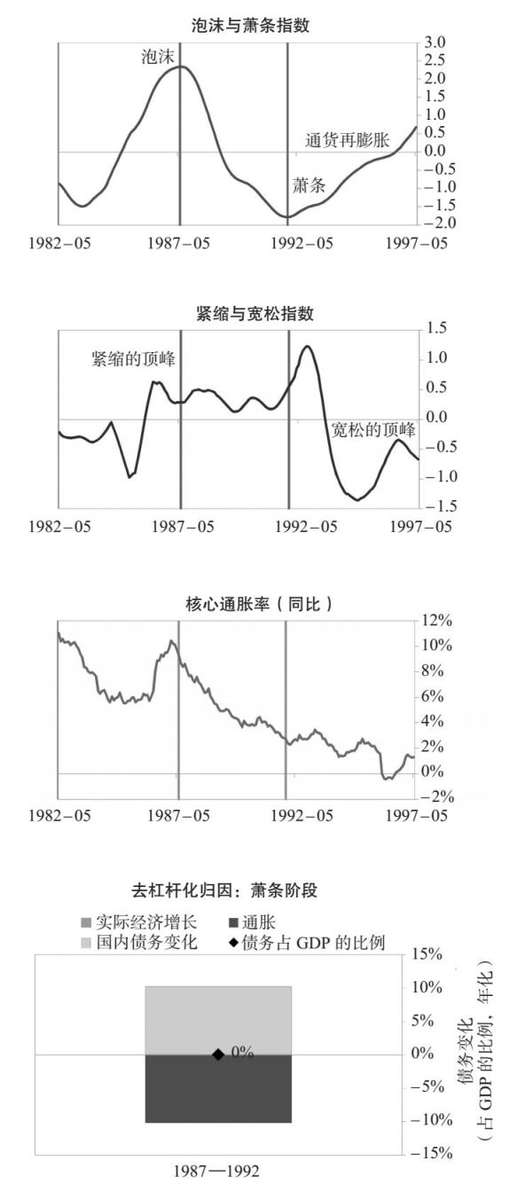 泡沫与萧条指数
泡沫
通货再膨胀
萧条
3.0
2.5
2.0
1.5
1.0
0.5
0.0
−0.5
−1.0
−1.5
−2.0
1982–05 1987–05 1992–05 1997–05
紧缩与宽松指数
紧缩的顶峰
宽松的顶峰
1.5
1.0
0.5
0.0
−0.5
−1.0
−1.5
1982–05 1987–05 1992–05 1997–05
核心通胀率（同比）
12%
10%
8%
6%
4%
2%
0%
−2%
1982–05 1987–05 1992–05 1997–05
去杠杆化归因：萧条阶段
实际经济增长 通胀
国内债务变化 债务占 GDP 的比例
15%
10%
5%
0%
−5%
−10%
−15%
0%
债务变化
（占 GDP 的比例，年化）
1987—1992